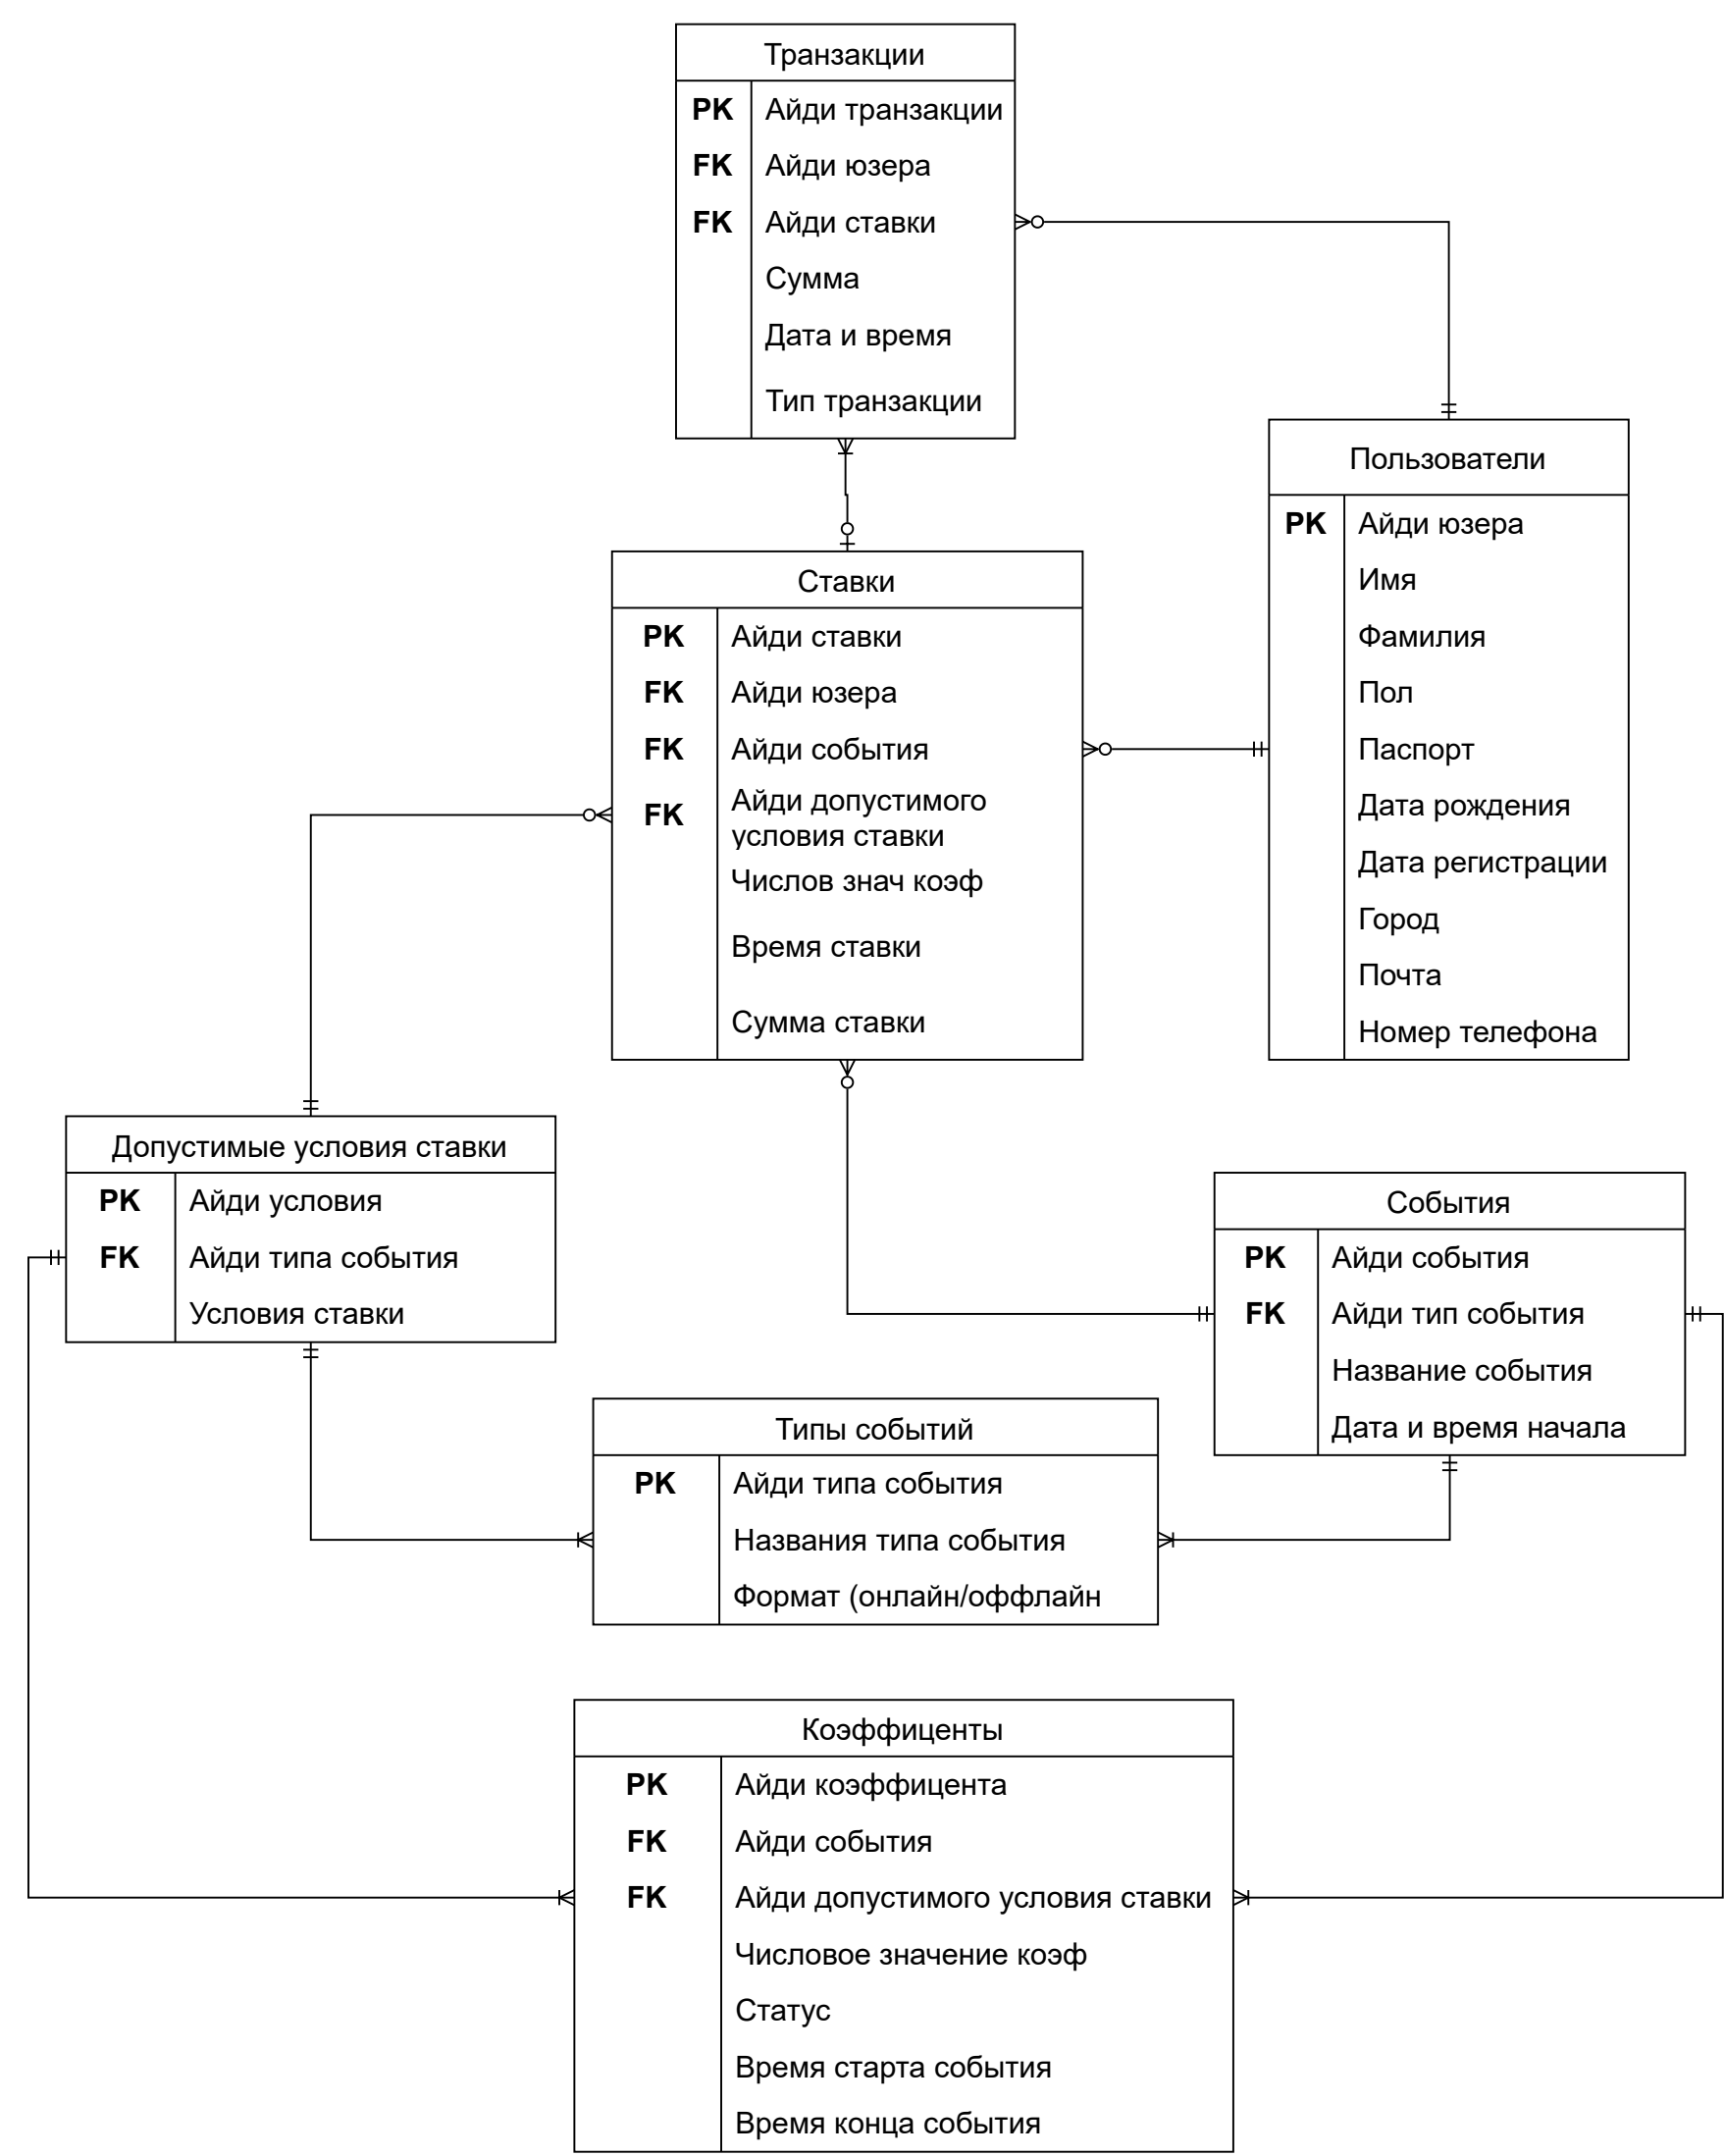 Транзакции
PK Айди транзакции
FK Айди юзера
FK Айди ставки
Сумма
Дата и время
Тип транзакции
Пользователи
PK Айди юзера
Имя
Фамилия
Пол
Паспорт
Дата рождения
Дата регистрации
Город
Почта
Номер телефона
Ставки
PK Айди ставки
FK Айди юзера
FK Айди события
FK Айди допустимого
условия ставки
Числов знач коэф
Время ставки
Сумма ставки
Допустимые условия ставки
PK Айди условия
FK Айди типа события
Условия ставки
События
PK Айди события
FK Айди тип события
Название события
Дата и время начала
Типы событий
PK Айди типа события
Названия типа события
Формат (онлайн/оффлайн
Коэффиценты
PK Айди коэффицента
FK Айди события
FK Айди допустимого условия ставки
Числовое значение коэф
Статус
Время старта события
Время конца события